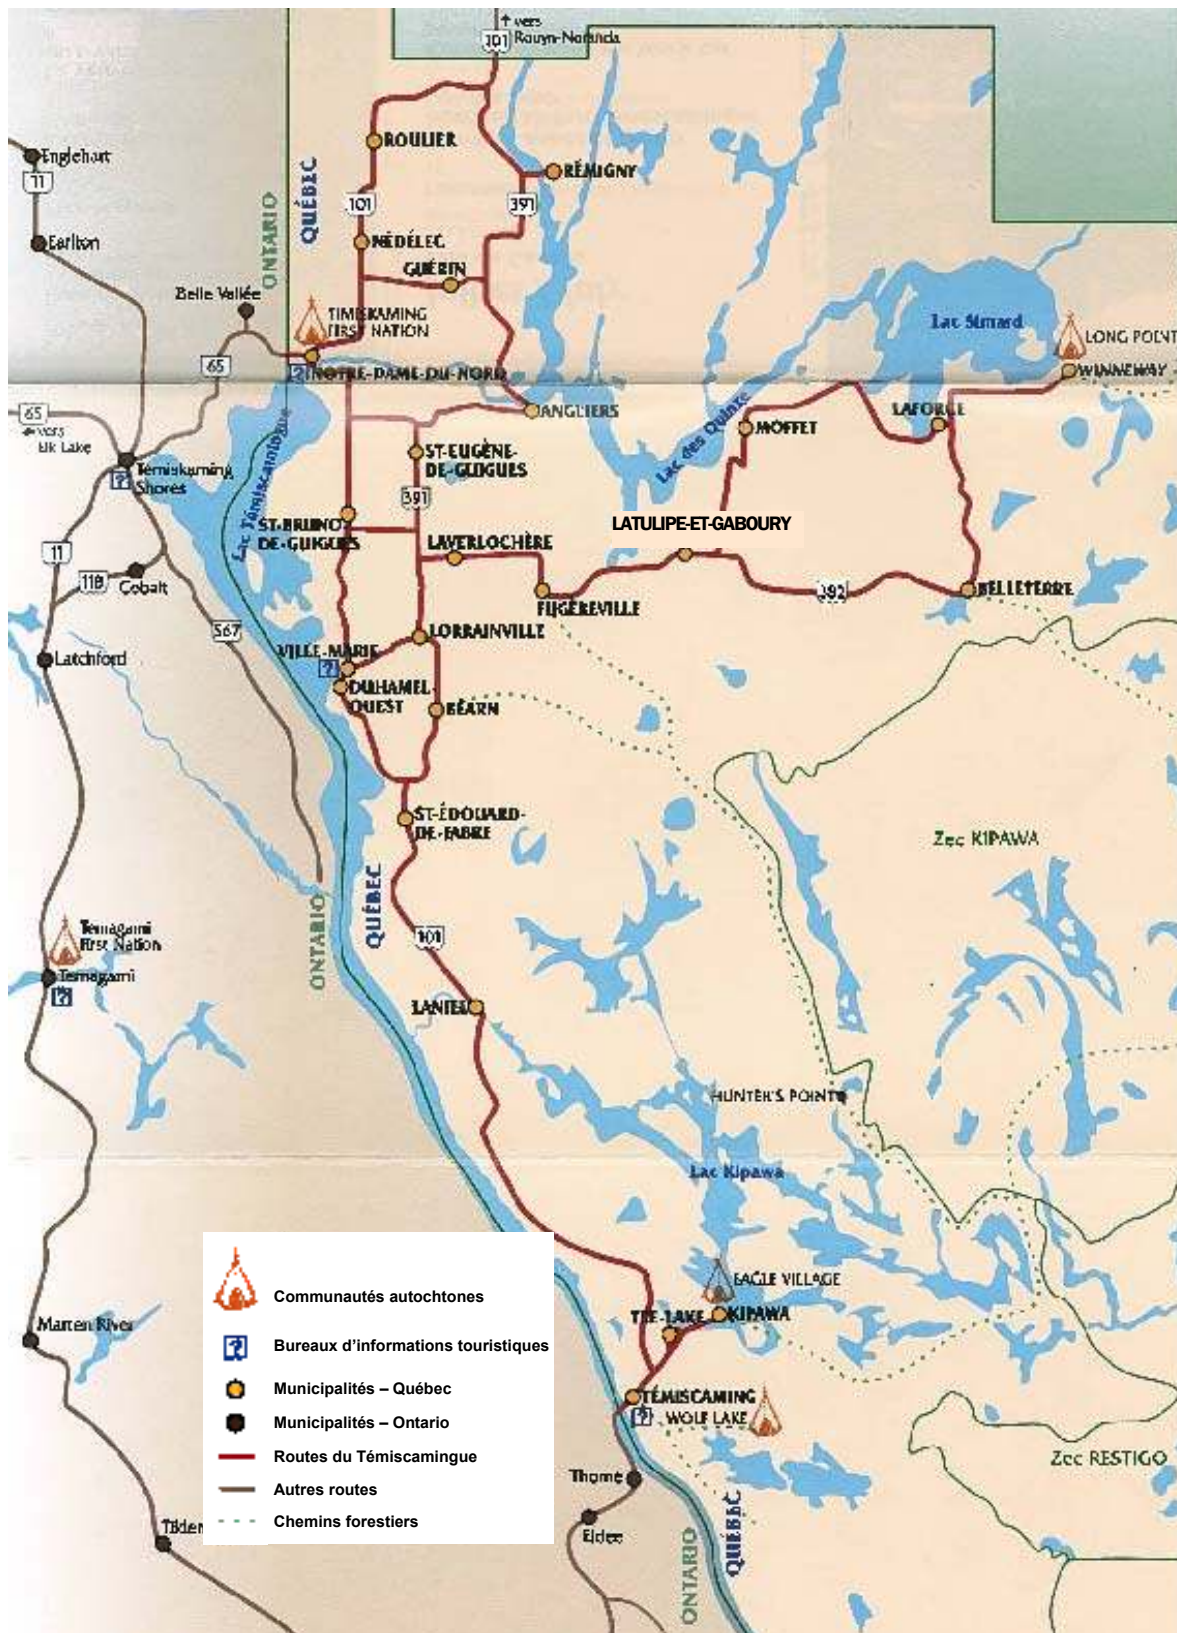 ↑ vers
101 Rouyn-Noranda
Englehart
11
ROULIER
RÉMIGNY
QUÉBEC
ONTARIO
101
391
Earlton
NÉDÉLEC
GUÉRIN
Belle Vallée
TIMISKAMING
FIRST NATION
Lac Simard
LONG POINT
65
? NOTRE-DAME-DU-NORD
WINNEWAY
65
vers
Elk Lake
ANGLIERS
LAFORCE
MOFFET
Lac des Quinze
Lac Témiscamingue
ST-EUGÈNE-
DE-GUIGUES
Témiskaming
Shores
?
391
ST-BRUNO-
DE-GUIGUES
LATULIPE-ET-GABOURY
LAVERLOCHÈRE
11
118
Cobalt
FUGÈREVILLE
392
BELLETERRE
567
LORRAINVILLE
Latchford
VILLE-MARIE
?
DUHAMEL-
OUEST
BÉARN
ST-ÉDOUARD-
DE-FABRE
Zec KIPAWA
QUÉBEC
ONTARIO
101
Temagami
First Nation
Temagami
?
LANIEL
HUNTER'S POINT
Lac Kipawa
EAGLE VILLAGE
TEE-LAKE
KIPAWA
Marten River
TÉMISCAMING
? WOLF LAKE
Zec RESTIGO
Thorne
Eldee
QUÉBEC
ONTARIO
Communautés autochtones
? Bureaux d'informations touristiques
Municipalités – Québec
Municipalités – Ontario
Routes du Témiscamingue
Autres routes
Chemins forestiers